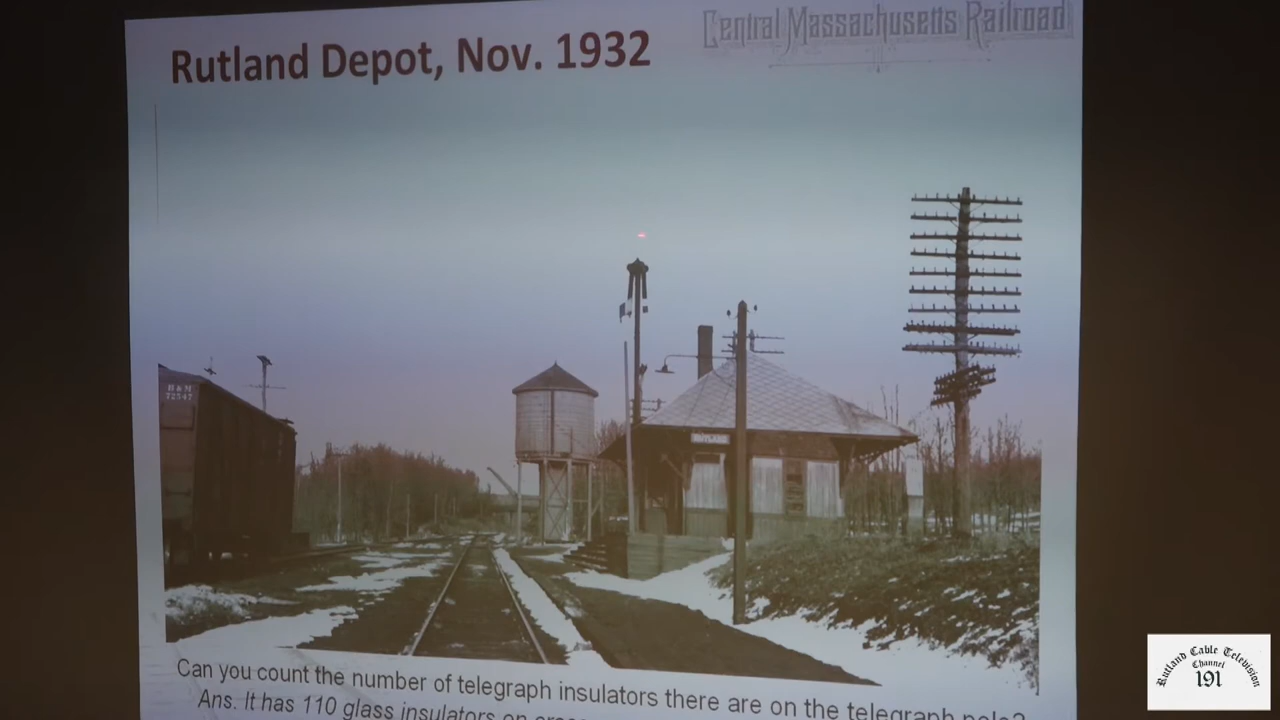 Central Massachusetts Railroad
Rutland Depot, Nov. 1932
B & M
72547
RUTLAND
Can you count the number of telegraph insulators there are on the telegraph pole?
Ans. It has 110 glass insulators on
Rutland Cable Television
Channel
191